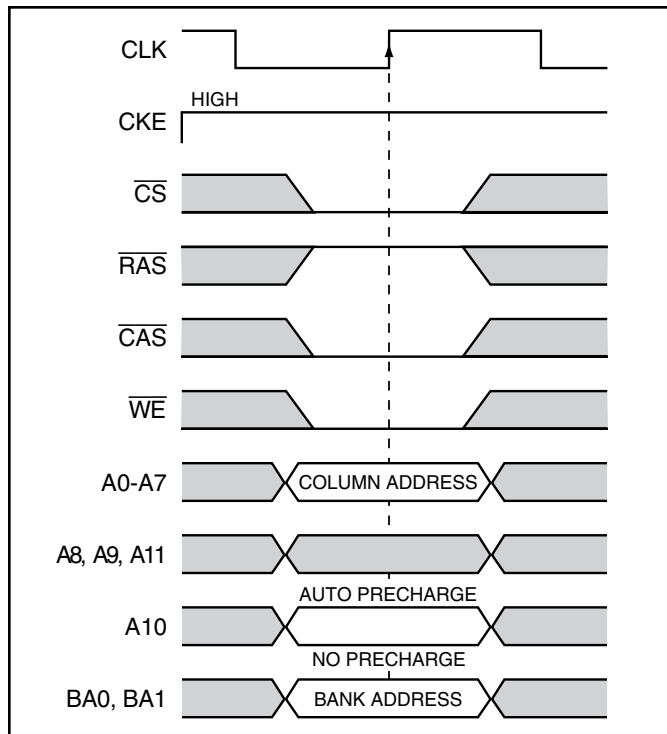 CLK
CKE HIGH
CS
RAS
CAS
WE
A0-A7 COLUMN ADDRESS
A8, A9, A11
AUTO PRECHARGE
A10
NO PRECHARGE
BA0, BA1 BANK ADDRESS